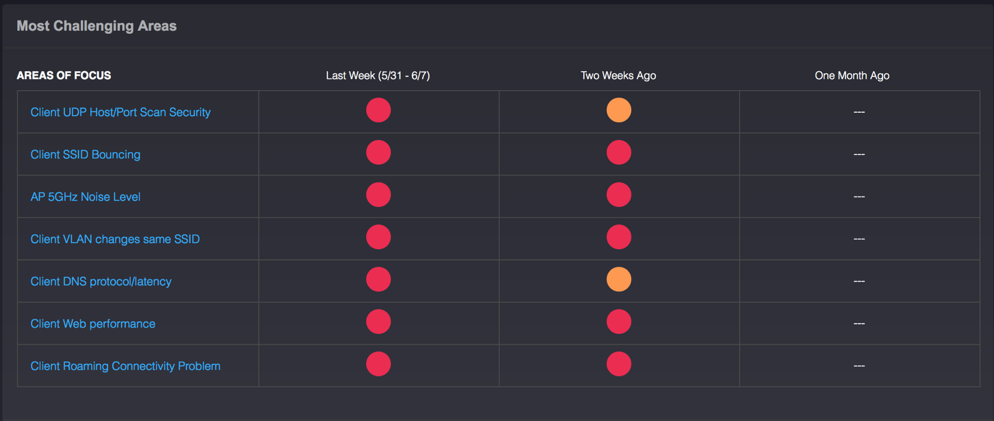 Most Challenging Areas
AREAS OF FOCUS Last Week (5/31 - 6/7) Two Weeks Ago One Month Ago
Client UDP Host/Port Scan Security ---
Client SSID Bouncing ---
AP 5GHz Noise Level ---
Client VLAN changes same SSID ---
Client DNS protocol/latency ---
Client Web performance ---
Client Roaming Connectivity Problem ---